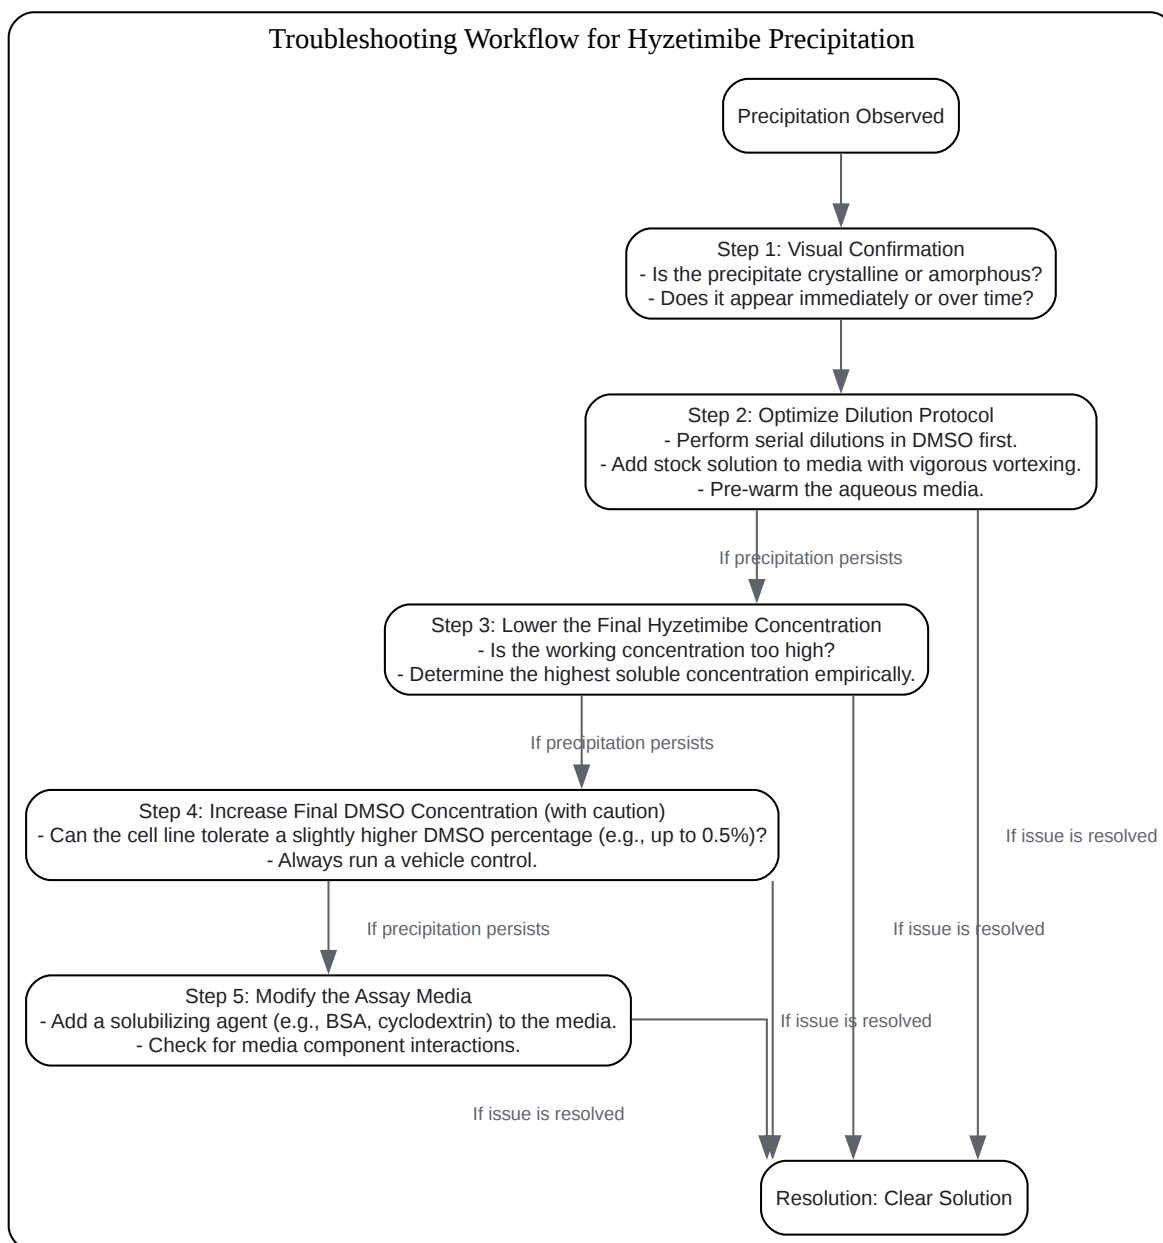 Troubleshooting Workflow for Hyzetimibe Precipitation
Precipitation Observed
Step 1: Visual Confirmation
- Is the precipitate crystalline or amorphous?
- Does it appear immediately or over time?
Step 2: Optimize Dilution Protocol
- Perform serial dilutions in DMSO first.
- Add stock solution to media with vigorous vortexing.
- Pre-warm the aqueous media.
If precipitation persists
Step 3: Lower the Final Hyzetimibe Concentration
- Is the working concentration too high?
- Determine the highest soluble concentration empirically.
If precipitation persists
Step 4: Increase Final DMSO Concentration (with caution)
- Can the cell line tolerate a slightly higher DMSO percentage (e.g., up to 0.5%)?
- Always run a vehicle control.
If issue is resolved
If precipitation persists
If issue is resolved
Step 5: Modify the Assay Media
- Add a solubilizing agent (e.g., BSA, cyclodextrin) to the media.
- Check for media component interactions.
If issue is resolved
If issue is resolved
Resolution: Clear Solution